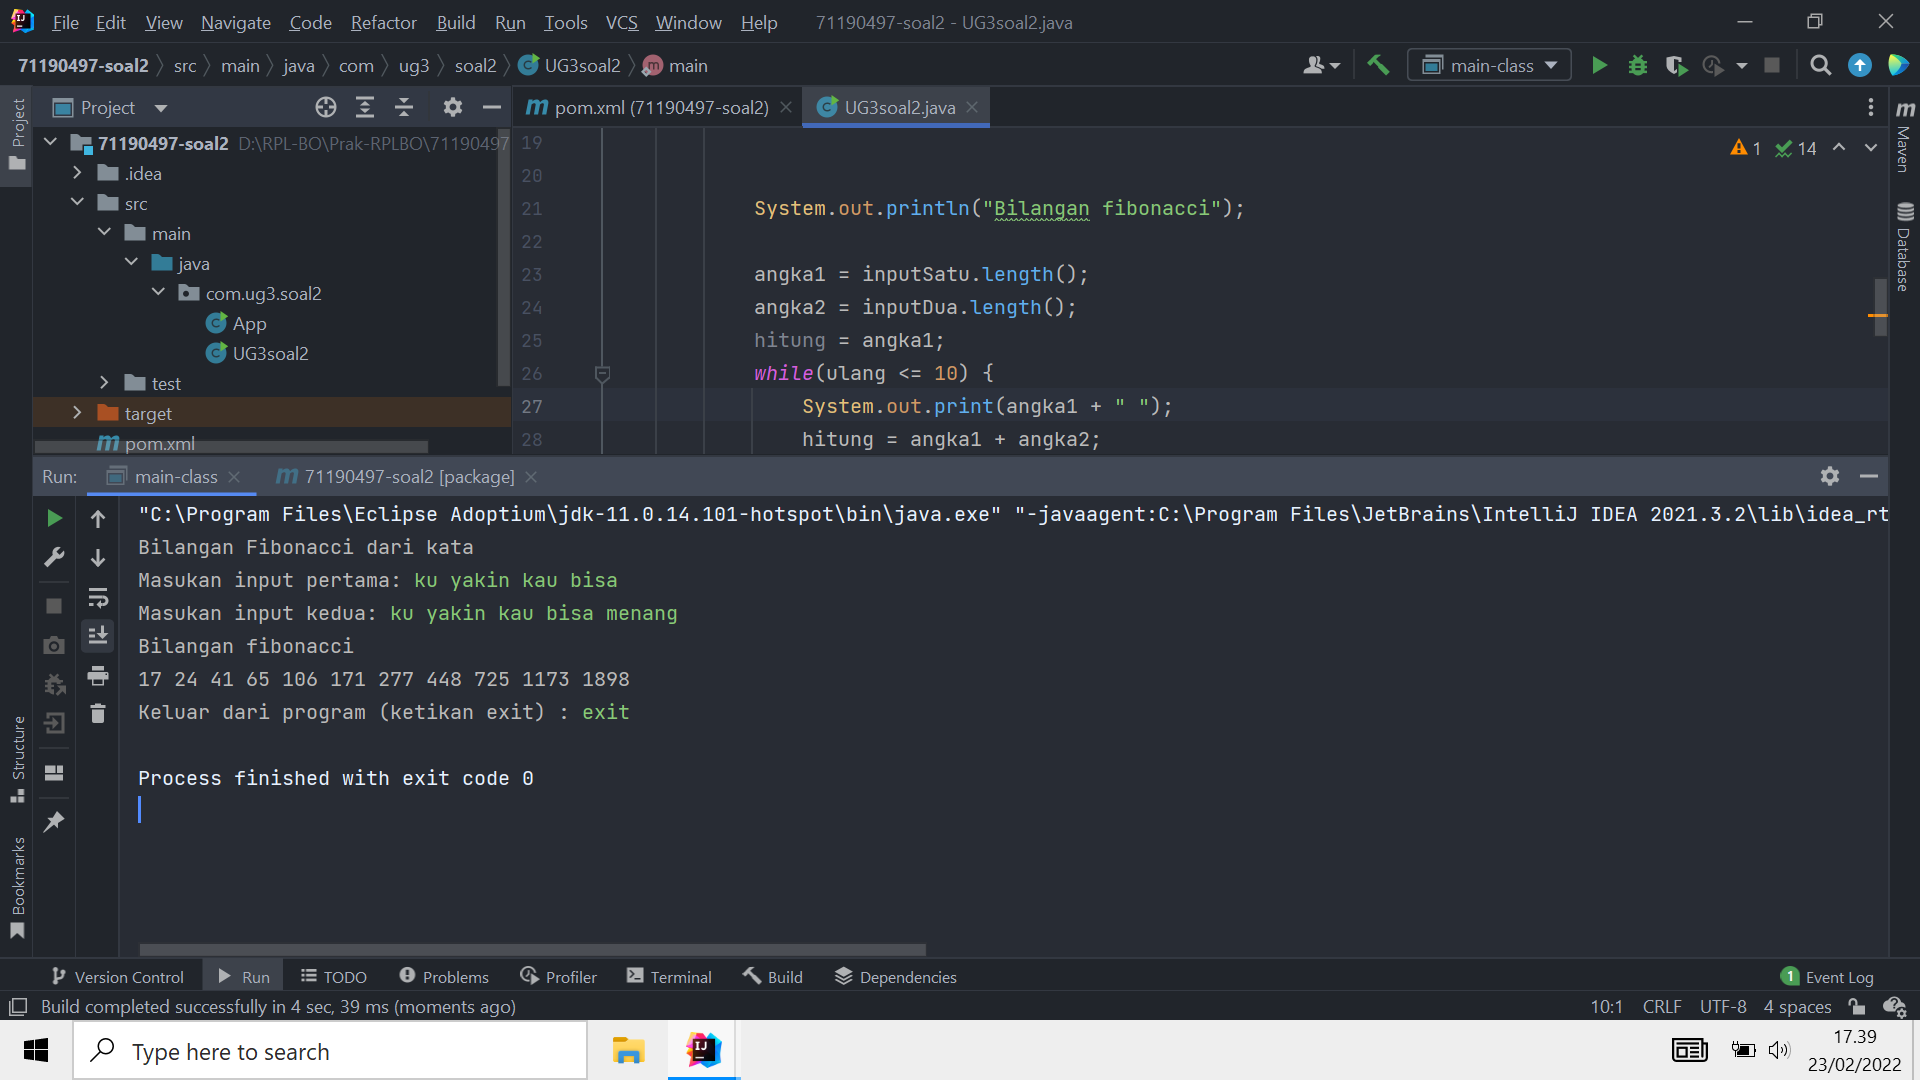 File Edit View Navigate Code Refactor Build Run Tools VCS Window Help 71190497-soal2 - UG3soal2.java
71190497-soal2 src main java com ug3 soal2 UG3soal2 main main-class
Project
Project
pom.xml (71190497-soal2) UG3soal2.java
Maven
Database
71190497-soal2 D:\RPL-BO\Prak-RPLBO\71190497
.idea
src
main
java
com.ug3.soal2
App
UG3soal2
test
target
pom.xml
1 14
19
20
21 System.out.println("Bilangan fibonacci");
22
23 angka1 = inputSatu.length();
24 angka2 = inputDua.length();
25 hitung = angka1;
26 while(ulang <= 10) {
27 System.out.print(angka1 + " ");
28 hitung = angka1 + angka2;
Run: main-class 71190497-soal2 [package]
"C:\Program Files\Eclipse Adoptium\jdk-11.0.14.101-hotspot\bin\java.exe" "-javaagent:C:\Program Files\JetBrains\IntelliJ IDEA 2021.3.2\lib\idea_rt
Bilangan Fibonacci dari kata
Masukan input pertama: ku yakin kau bisa
Masukan input kedua: ku yakin kau bisa menang
Bilangan fibonacci
17 24 41 65 106 171 277 448 725 1173 1898
Keluar dari program (ketikan exit) : exit
Process finished with exit code 0
Structure
Bookmarks
Version Control Run TODO Problems Profiler Terminal Build Dependencies 1 Event Log
Build completed successfully in 4 sec, 39 ms (moments ago) 10:1 CRLF UTF-8 4 spaces
Type here to search
17.39
23/02/2022